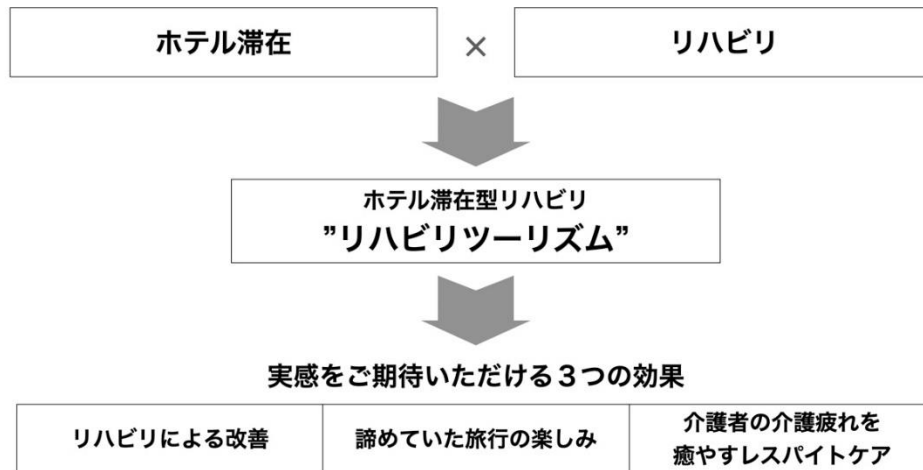 ホテル滞在 × リハビリ
ホテル滞在型リハビリ
”リハビリツーリズム”
実感をご期待いただける３つの効果
リハビリによる改善
諦めていた旅行の楽しみ
介護者の介護疲れを
癒やすレスパイトケア